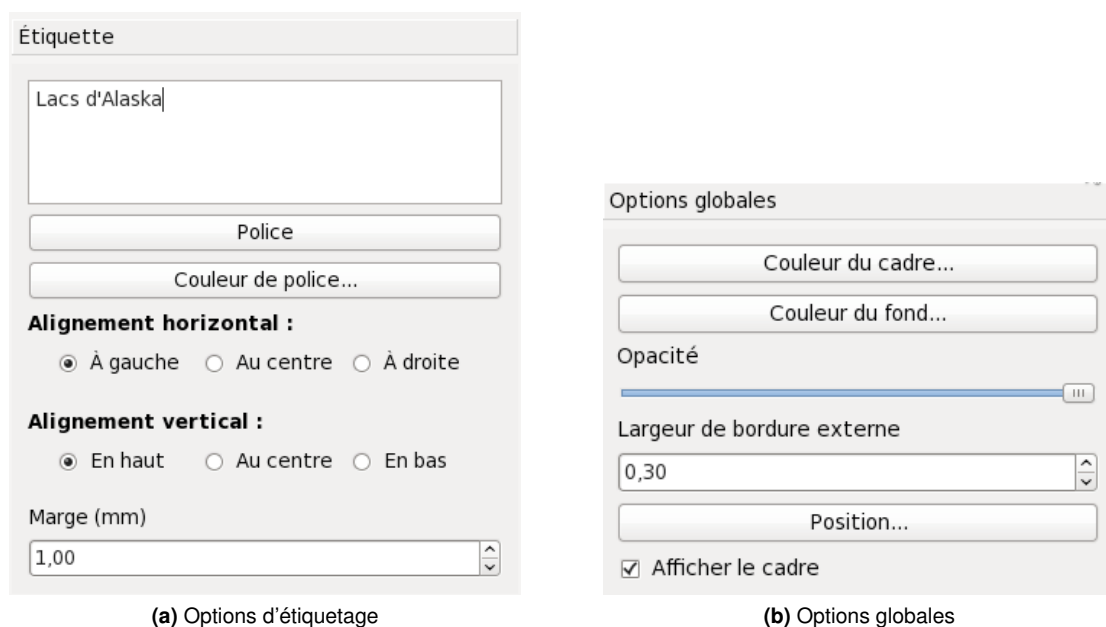 Étiquette
Lacs d'Alaska
Police
Couleur de police...
Alignement horizontal :
À gauche Au centre À droite
Alignement vertical :
En haut Au centre En bas
Marge (mm)
1,00
(a) Options d'étiquetage
Options globales
Couleur du cadre...
Couleur du fond...
Opacité
Largeur de bordure externe
0,30
Position...
Afficher le cadre
(b) Options globales